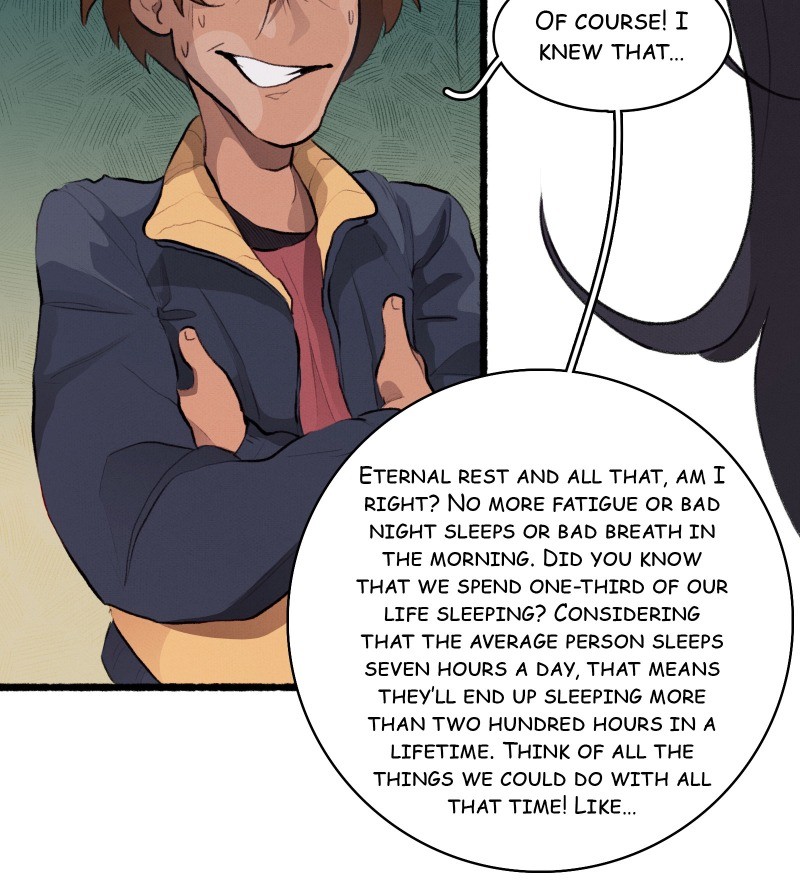 OF COURSE! I
KNEW THAT...
ETERNAL REST AND ALL THAT, AM I
RIGHT? NO MORE FATIGUE OR BAD
NIGHT SLEEPS OR BAD BREATH IN
THE MORNING. DID YOU KNOW
THAT WE SPEND ONE-THIRD OF OUR
LIFE SLEEPING? CONSIDERING
THAT THE AVERAGE PERSON SLEEPS
SEVEN HOURS A DAY, THAT MEANS
THEY'LL END UP SLEEPING MORE
THAN TWO HUNDRED HOURS IN A
LIFETIME. THINK OF ALL THE
THINGS WE COULD DO WITH ALL
THAT TIME! LIKE...